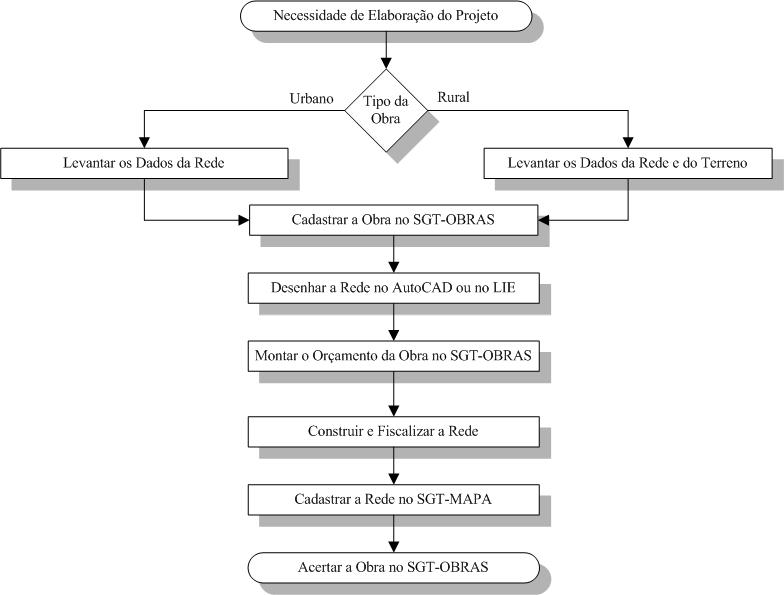 Necessidade de Elaboração do Projeto
Urbano
Tipo da
Obra
Rural
Levantar os Dados da Rede
Levantar os Dados da Rede e do Terreno
Cadastrar a Obra no SGT-OBRAS
Desenhar a Rede no AutoCAD ou no LIE
Montar o Orçamento da Obra no SGT-OBRAS
Construir e Fiscalizar a Rede
Cadastrar a Rede no SGT-MAPA
Acertar a Obra no SGT-OBRAS